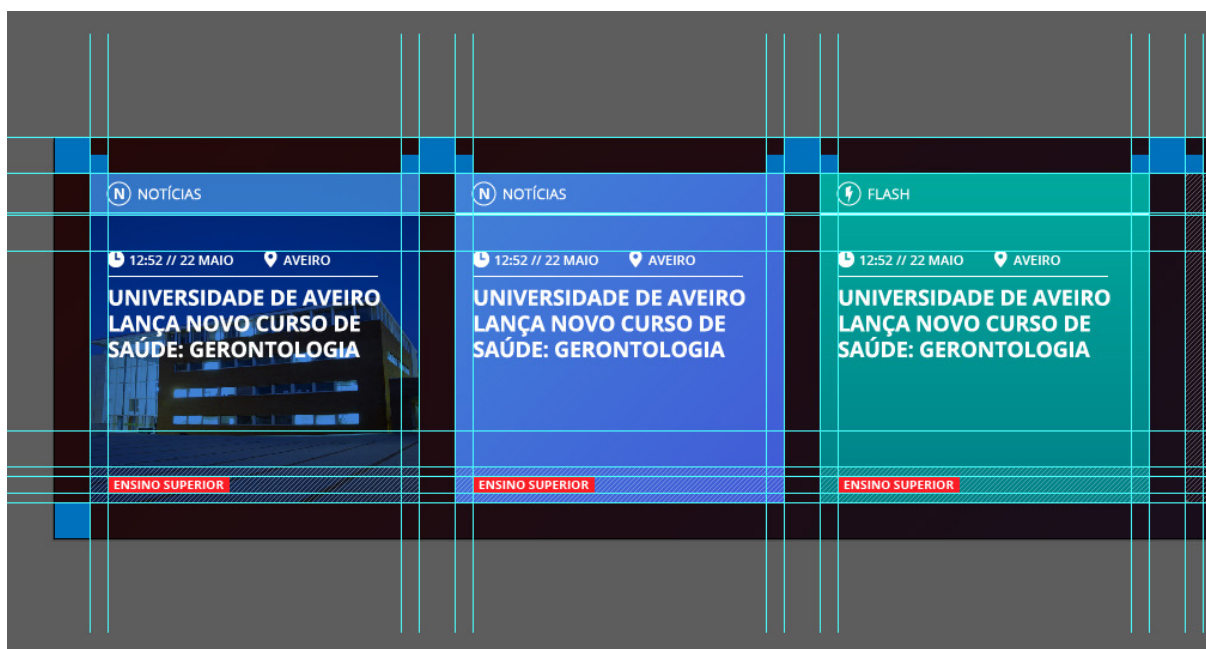 N NOTÍCIAS
12:52 // 22 MAIO AVEIRO
UNIVERSIDADE DE AVEIRO
LANÇA NOVO CURSO DE
SAÚDE: GERONTOLOGIA
ENSINO SUPERIOR
N NOTÍCIAS
12:52 // 22 MAIO AVEIRO
UNIVERSIDADE DE AVEIRO
LANÇA NOVO CURSO DE
SAÚDE: GERONTOLOGIA
ENSINO SUPERIOR
FLASH
12:52 // 22 MAIO AVEIRO
UNIVERSIDADE DE AVEIRO
LANÇA NOVO CURSO DE
SAÚDE: GERONTOLOGIA
ENSINO SUPERIOR